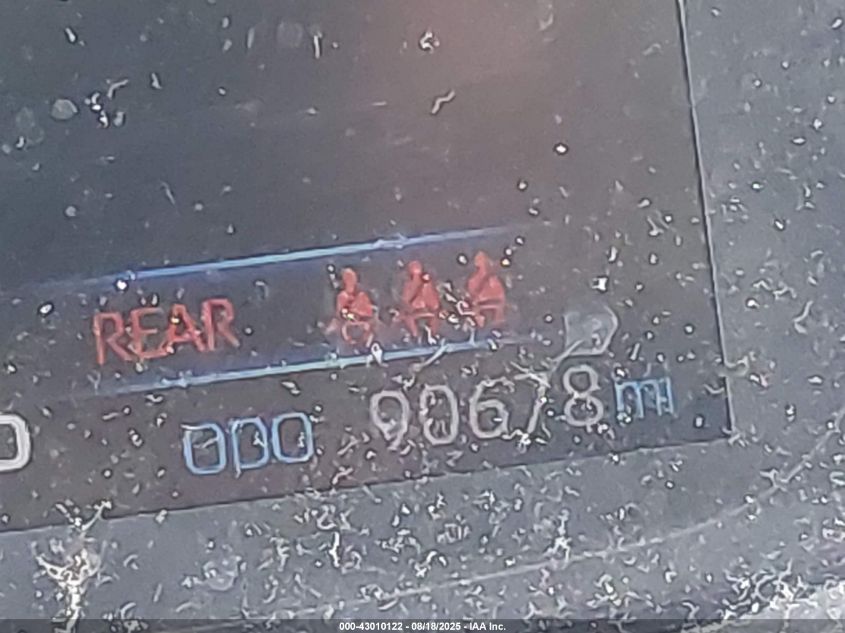 REAR
ODO 90678 mi
000-43010122 - 08/18/2025 - IAA Inc.